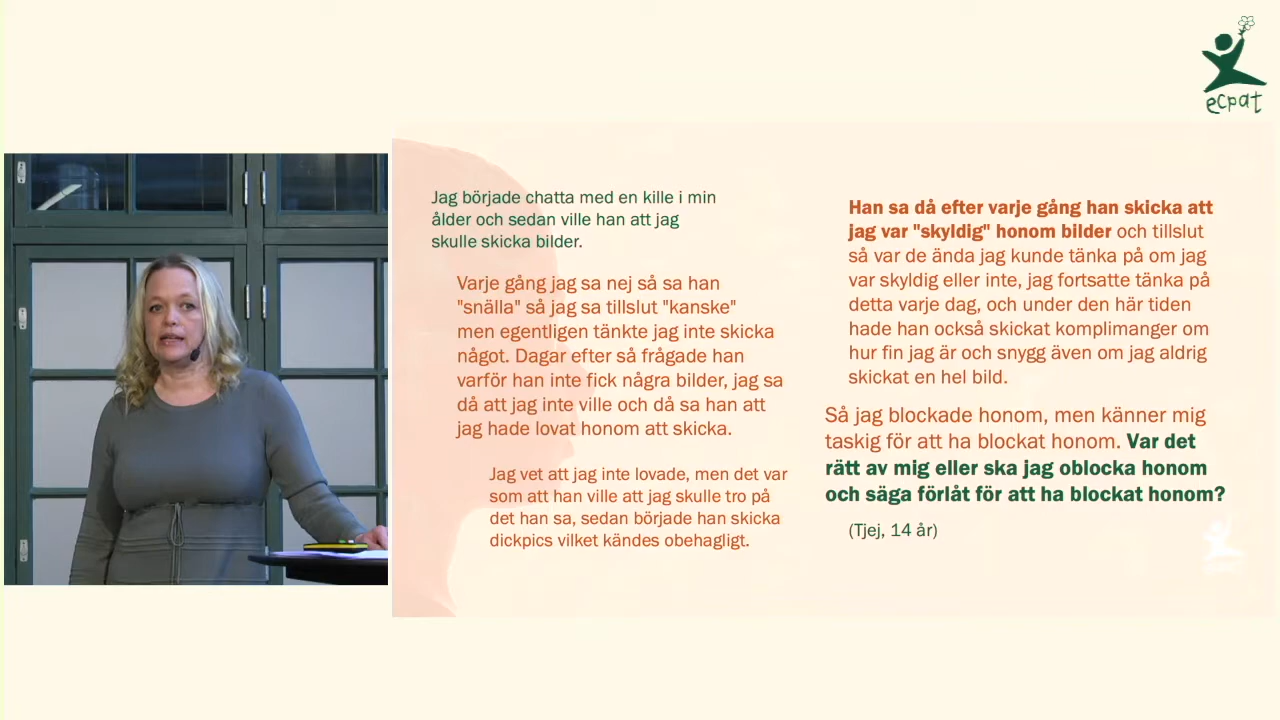 ecpat
Jag började chatta med en kille i min
ålder och sedan ville han att jag
skulle skicka bilder.
Varje gång jag sa nej så sa han
"snälla" så jag sa tillslut "kanske"
men egentligen tänkte jag inte skicka
något. Dagar efter så frågade han
varför han inte fick några bilder, jag sa
då att jag inte ville och då sa han att
jag hade lovat honom att skicka.
Jag vet att jag inte lovade, men det var
som att han ville att jag skulle tro på
det han sa, sedan började han skicka
dickpics vilket kändes obehagligt.
Han sa då efter varje gång han skicka att
jag var "skyldig" honom bilder och tillslut
så var de ända jag kunde tänka på om jag
var skyldig eller inte, jag fortsatte tänka på
detta varje dag, och under den här tiden
hade han också skickat komplimanger om
hur fin jag är och snygg även om jag aldrig
skickat en hel bild.
Så jag blockade honom, men känner mig
taskig för att ha blockat honom. Var det
rätt av mig eller ska jag oblocka honom
och säga förlåt för att ha blockat honom?
(Tjej, 14 år)